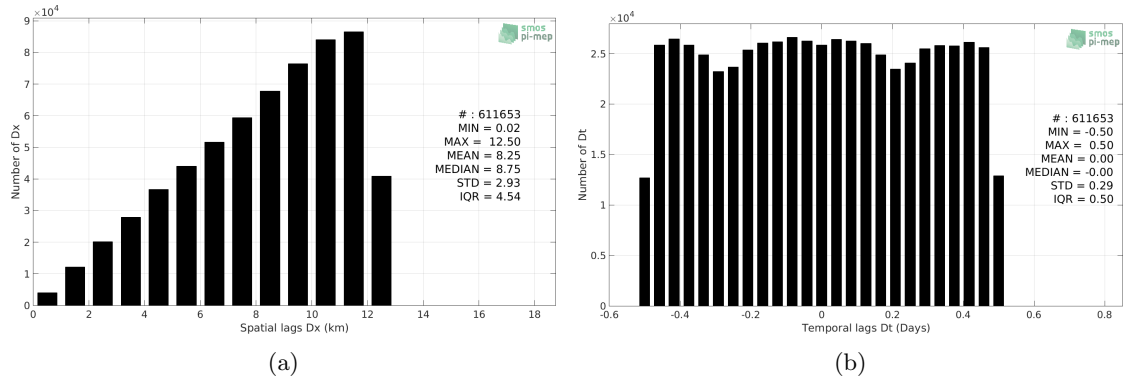 ×10⁴
9
8
7
6
5
4
3
2
1
0
Number of Dx
0 2 4 6 8 10 12 14 16 18
Spatial lags Dx (km)
smos
pi-mep
# : 611653
MIN = 0.02
MAX = 12.50
MEAN = 8.25
MEDIAN = 8.75
STD = 2.93
IQR = 4.54
(a)
×10⁴
2.5
2
1.5
1
0.5
0
Number of Dt
-0.6 -0.4 -0.2 0 0.2 0.4 0.6 0.8
Temporal lags Dt (Days)
smos
pi-mep
# : 611653
MIN = -0.50
MAX = 0.50
MEAN = 0.00
MEDIAN = -0.00
STD = 0.29
IQR = 0.50
(b)